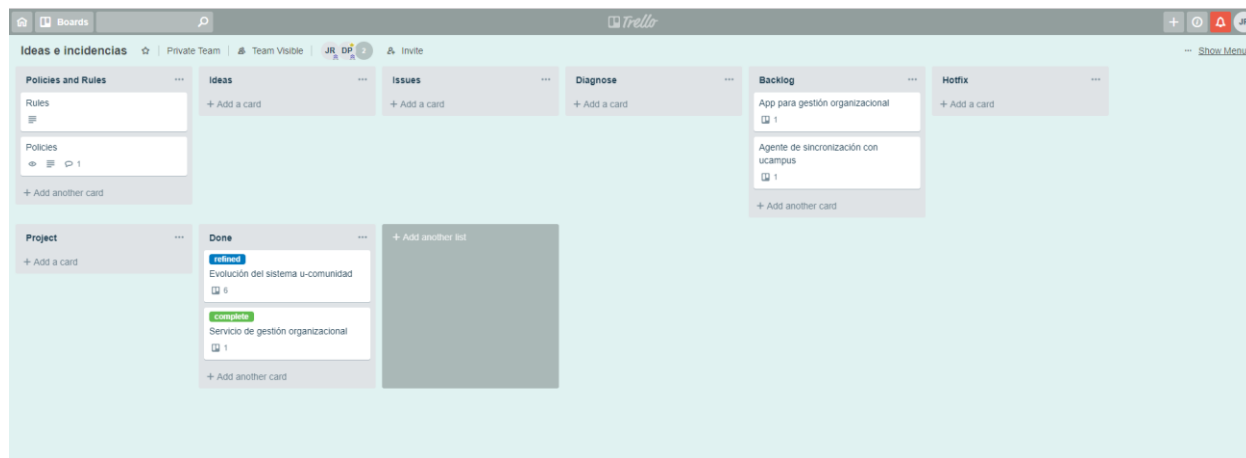 Boards
Trello
JR
Ideas e incidencias
Private Team
Team Visible
JR DP 2
Invite
... Show Menu
Policies and Rules
Rules
Policies
1
+ Add another card
Ideas
+ Add a card
Issues
+ Add a card
Diagnose
+ Add a card
Backlog
App para gestión organizacional
1
Agente de sincronización con
ucampus
1
+ Add another card
Hotfix
+ Add a card
Project
+ Add a card
Done
refined
Evolución del sistema u-comunidad
6
complete
Servicio de gestión organizacional
1
+ Add another card
+ Add another list